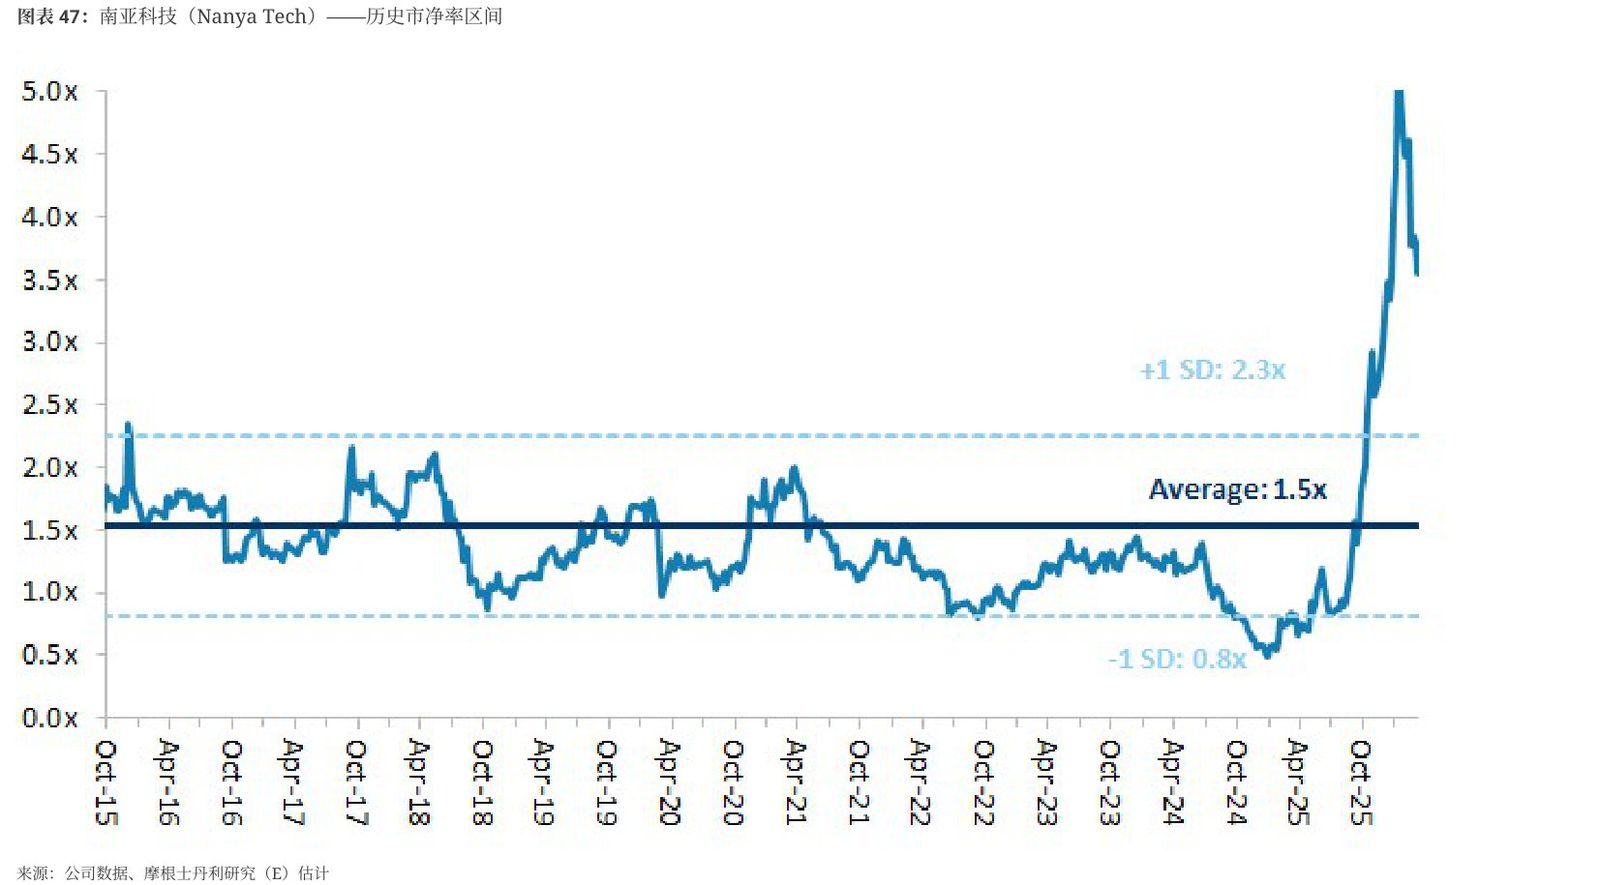 图表 47：南亚科技（Nanya Tech）——历史市净率区间
5.0x
4.5x
4.0x
3.5x
3.0x
2.5x
2.0x
1.5x
1.0x
0.5x
0.0x
+1 SD: 2.3x
Average: 1.5x
-1 SD: 0.8x
Oct-15
Apr-16
Oct-16
Apr-17
Oct-17
Apr-18
Oct-18
Apr-19
Oct-19
Apr-20
Oct-20
Apr-21
Oct-21
Apr-22
Oct-22
Apr-23
Oct-23
Apr-24
Oct-24
Apr-25
Oct-25
来源：公司数据、摩根士丹利研究（E）估计